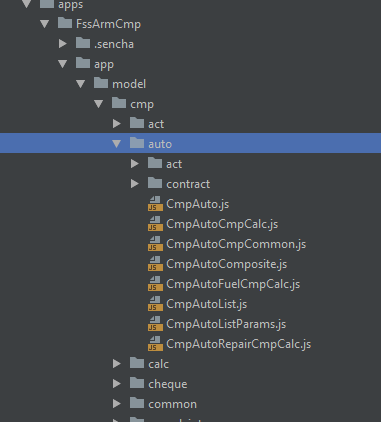 apps
FssArmCmp
.sencha
app
model
cmp
act
auto
act
contract
CmpAuto.js
CmpAutoCmpCalc.js
CmpAutoCmpCommon.js
CmpAutoComposite.js
CmpAutoFuelCmpCalc.js
CmpAutoList.js
CmpAutoListParams.js
CmpAutoRepairCmpCalc.js
calc
cheque
common